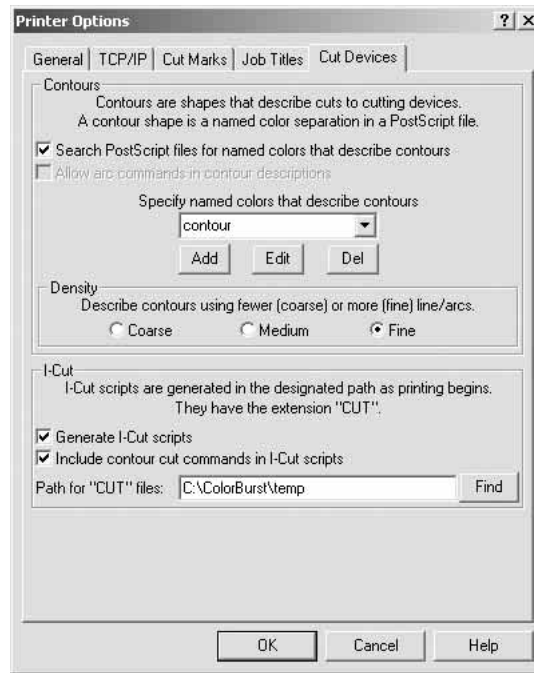 Printer Options
General TCP/IP Cut Marks Job Titles Cut Devices
Contours
Contours are shapes that describe cuts to cutting devices.
A contour shape is a named color separation in a PostScript file.
Search PostScript files for named colors that describe contours
Allow arc commands in contour descriptions
Specify named colors that describe contours
contour
Add Edit Del
Density
Describe contours using fewer (coarse) or more (fine) line/arcs.
Coarse Medium Fine
I-Cut
I-Cut scripts are generated in the designated path as printing begins.
They have the extension "CUT".
Generate I-Cut scripts
Include contour cut commands in I-Cut scripts
Path for "CUT" files: C:\ColorBurst\temp Find
OK Cancel Help